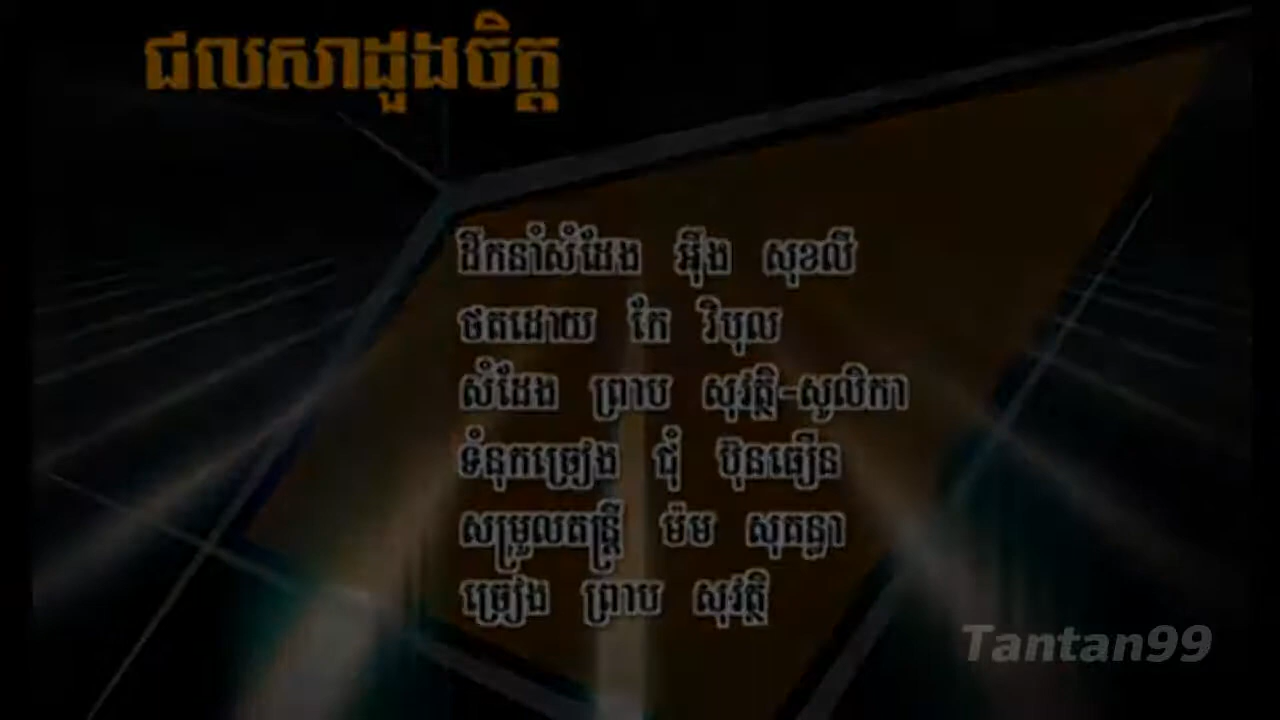 ជលសាដួងចិត្ត
ដឹកនាំសំដែង អ៊ឹង សុខលី
ថតដោយ កែ វិបុល
សំដែង ព្រាប សុវត្ថិ-សូលិកា
ទំនុកច្រៀង ជុំ ប៊ុនធឿន
សម្រួលតន្ត្រី ម៉ម សុគន្ធា
ច្រៀង ព្រាប សុវត្ថិ
Tantan99